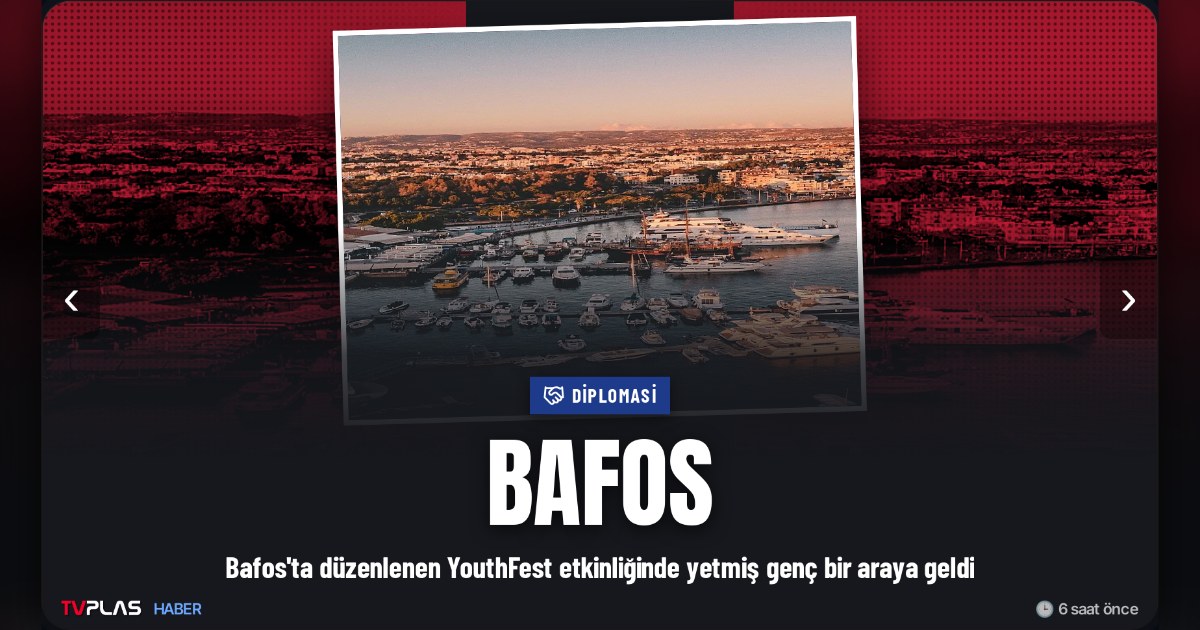 DİPLOMASİ
BAFOS
Bafos'ta düzenlenen YouthFest etkinliğinde yetmiş genç bir araya geldi
TVPLAS HABER
6 saat önce